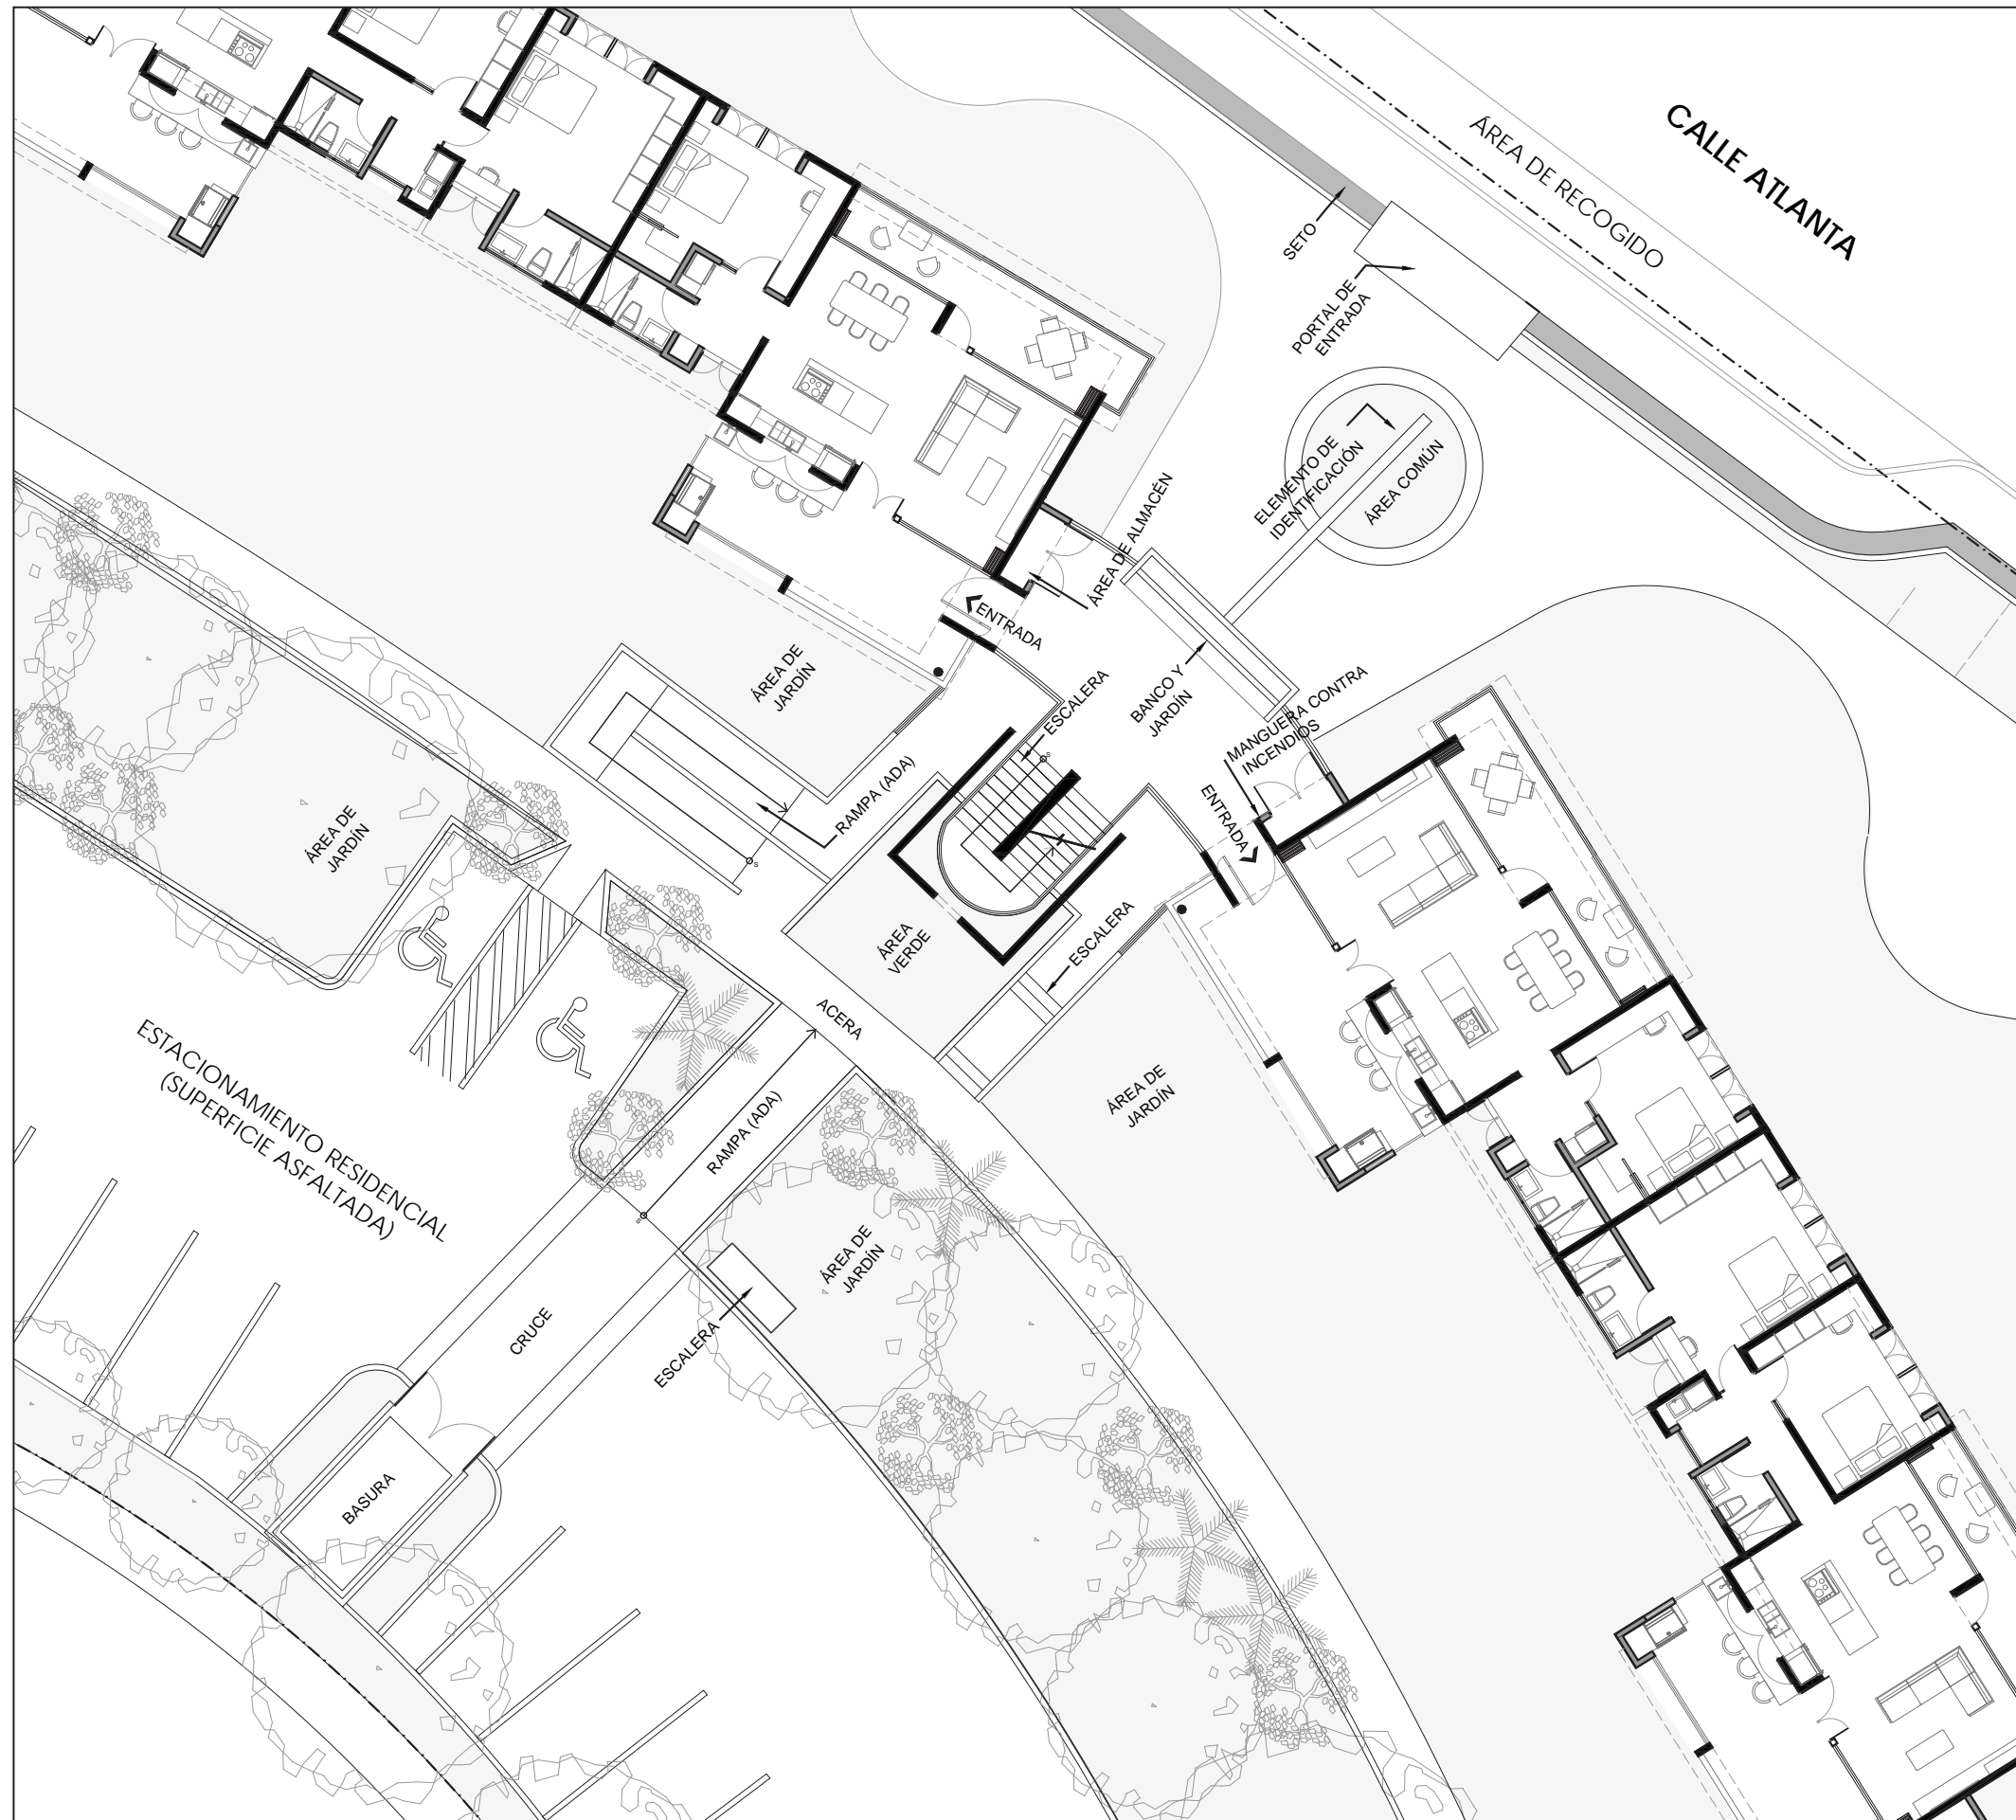 CALLE ATLANTA
ÁREA DE RECOGIDO
SETO
PORTAL DE
ENTRADA
ELEMENTO DE
IDENTIFICACIÓN
ÁREA COMÚN
ÁREA DE ALMACÉN
ENTRADA
ÁREA DE
JARDÍN
ESCALERA
BANCO Y
JARDÍN
MANGUERA CONTRA
INCENDIOS
ENTRADA
RAMPA (ADA)
S
S
ÁREA DE
JARDÍN
ÁREA
VERDE
ESCALERA
ACERA
ÁREA DE
JARDÍN
RAMPA (ADA)
S
ESTACIONAMIENTO RESIDENCIAL
(SUPERFICIE ASFALTADA)
ÁREA DE
JARDÍN
CRUCE
ESCALERA
BASURA